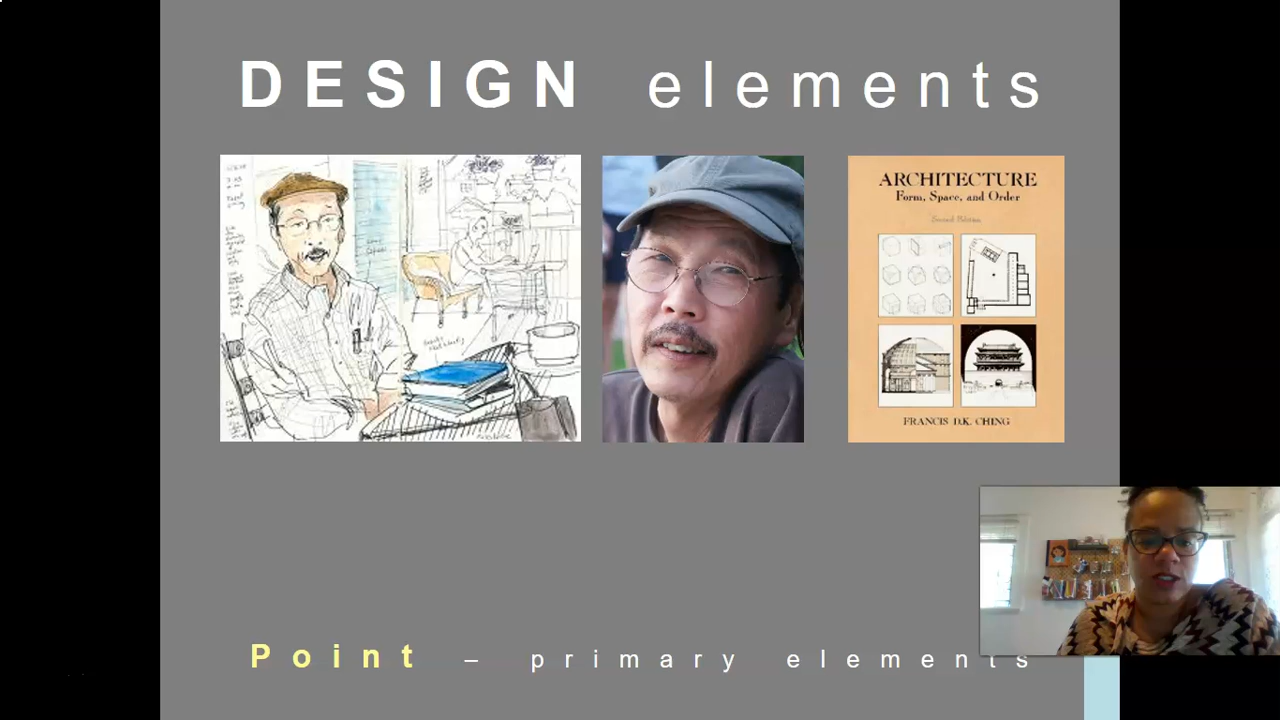 DESIGN elements
ARCHITECTURE
Form, Space, and Order
Second Edition
FRANCIS D.K. CHING
Point – primary elements